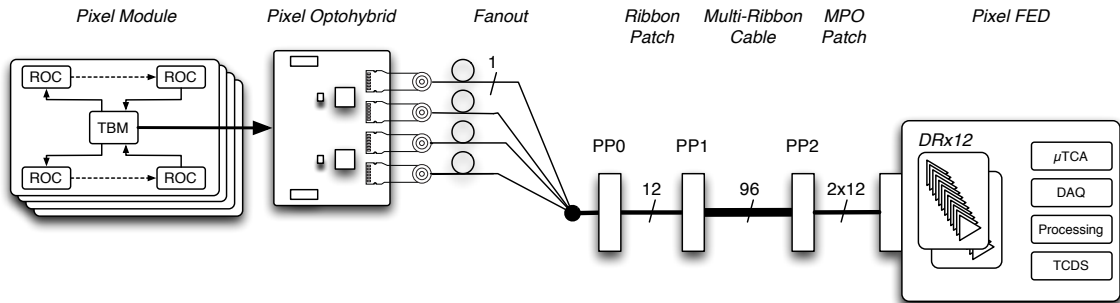 Pixel Module
Pixel Optohybrid
Fanout
Ribbon
Patch
Multi-Ribbon
Cable
MPO
Patch
Pixel FED
ROC
ROC
TBM
ROC
ROC
1
PP0
12
PP1
96
PP2
2x12
DRx12
µTCA
DAQ
Processing
TCDS